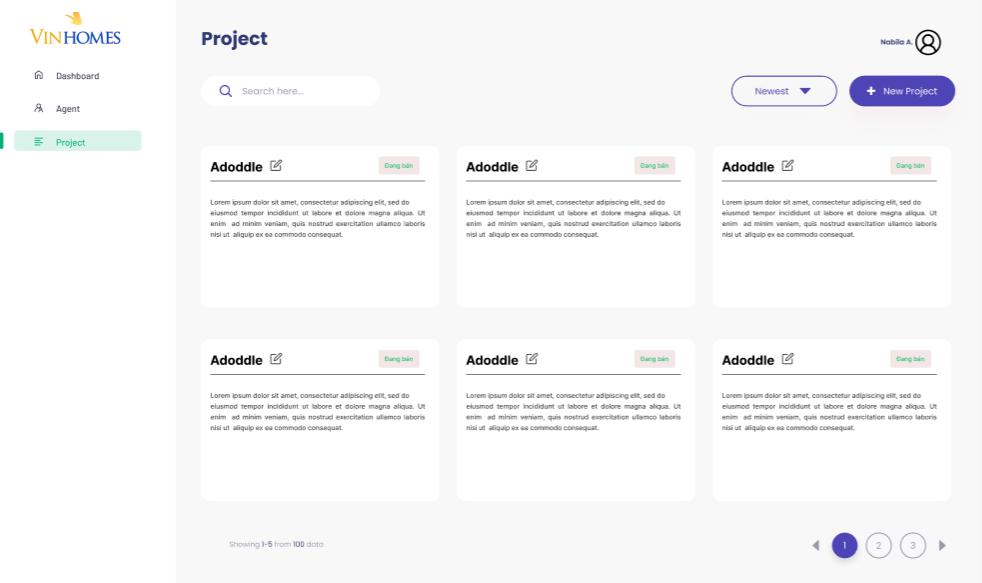 VINHOMES
Dashboard
Agent
Project
Project
Nabila A.
Search here...
Newest
New Project
Adoddle
Đang bán
Lorem ipsum dolor sit amet, consectetur adipiscing elit, sed do
eiusmod tempor incididunt ut labore et dolore magna aliqua. Ut
enim ad minim veniam, quis nostrud exercitation ullamco laboris
nisi ut aliquip ex ea commodo consequat.
Adoddle
Đang bán
Lorem ipsum dolor sit amet, consectetur adipiscing elit, sed do
eiusmod tempor incididunt ut labore et dolore magna aliqua. Ut
enim ad minim veniam, quis nostrud exercitation ullamco laboris
nisi ut aliquip ex ea commodo consequat.
Adoddle
Đang bán
Lorem ipsum dolor sit amet, consectetur adipiscing elit, sed do
eiusmod tempor incididunt ut labore et dolore magna aliqua. Ut
enim ad minim veniam, quis nostrud exercitation ullamco laboris
nisi ut aliquip ex ea commodo consequat.
Adoddle
Đang bán
Lorem ipsum dolor sit amet, consectetur adipiscing elit, sed do
eiusmod tempor incididunt ut labore et dolore magna aliqua. Ut
enim ad minim veniam, quis nostrud exercitation ullamco laboris
nisi ut aliquip ex ea commodo consequat.
Adoddle
Đang bán
Lorem ipsum dolor sit amet, consectetur adipiscing elit, sed do
eiusmod tempor incididunt ut labore et dolore magna aliqua. Ut
enim ad minim veniam, quis nostrud exercitation ullamco laboris
nisi ut aliquip ex ea commodo consequat.
Adoddle
Đang bán
Lorem ipsum dolor sit amet, consectetur adipiscing elit, sed do
eiusmod tempor incididunt ut labore et dolore magna aliqua. Ut
enim ad minim veniam, quis nostrud exercitation ullamco laboris
nisi ut aliquip ex ea commodo consequat.
Showing 1-5 from 100 data
1 2 3